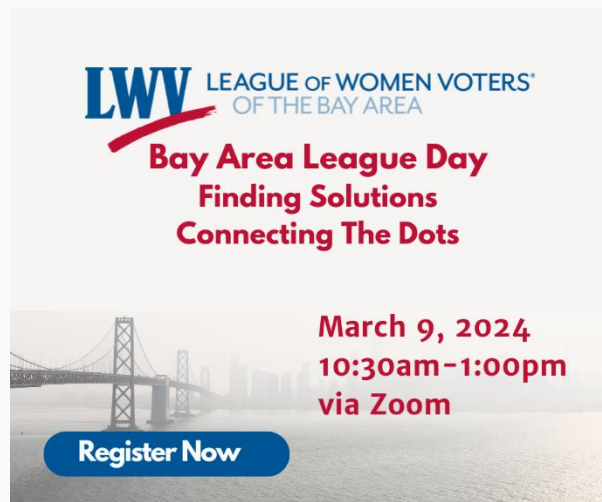 LWV LEAGUE OF WOMEN VOTERS®
OF THE BAY AREA
Bay Area League Day
Finding Solutions
Connecting The Dots
March 9, 2024
10:30am-1:00pm
via Zoom
Register Now